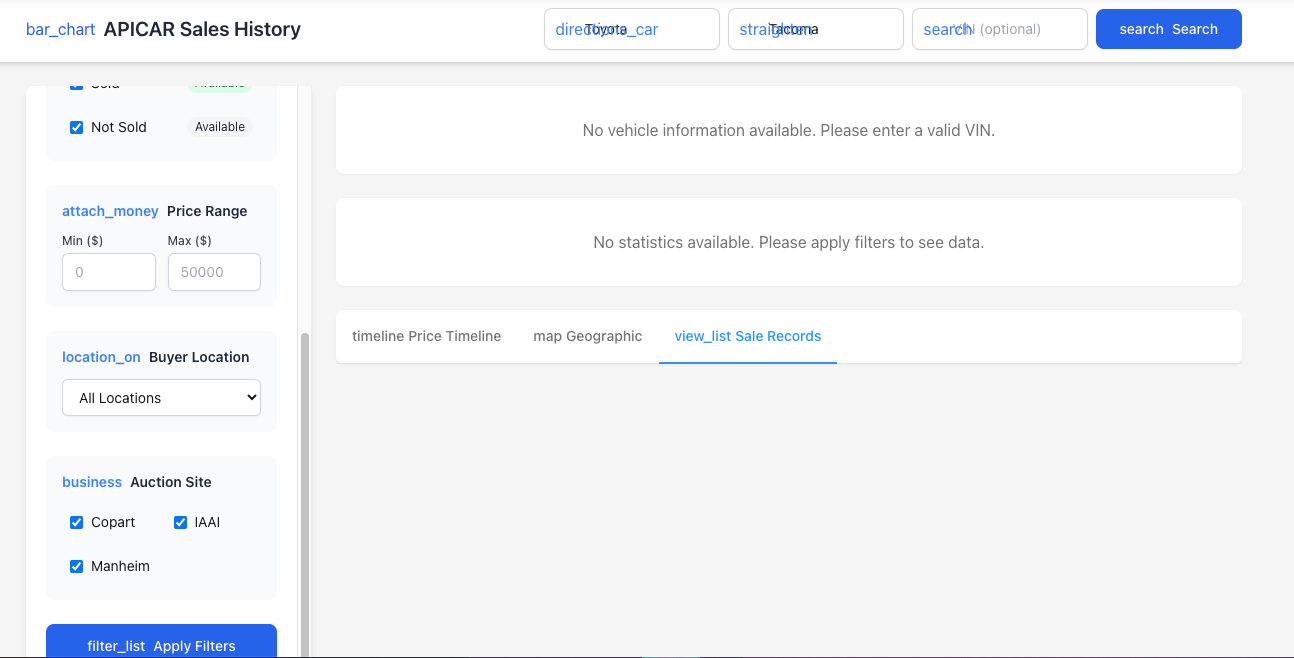 bar_chart APICAR Sales History
directions_car Toyota
straighten Tacoma
search VIN (optional)
search Search
Sold Available
Not Sold Available
attach_money Price Range
Min ($) Max ($)
0 50000
location_on Buyer Location
All Locations
business Auction Site
Copart IAAI
Manheim
filter_list Apply Filters
No vehicle information available. Please enter a valid VIN.
No statistics available. Please apply filters to see data.
timeline Price Timeline map Geographic view_list Sale Records